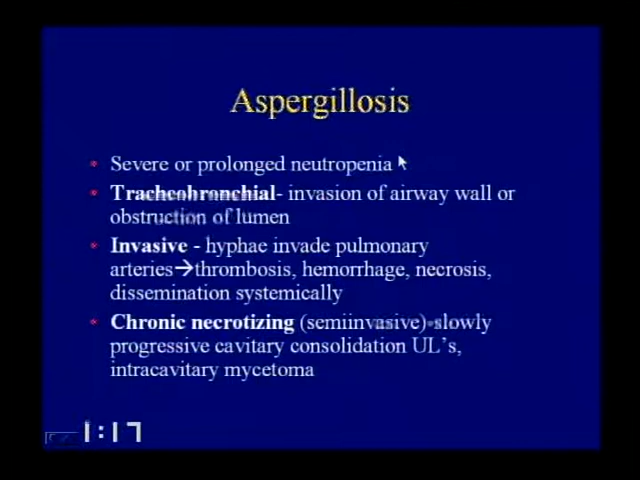 Aspergillosis
• Severe or prolonged neutropenia
• Tracheobronchial- invasion of airway wall or
obstruction of lumen
• Invasive - hyphae invade pulmonary
arteries→thrombosis, hemorrhage, necrosis,
dissemination systemically
• Chronic necrotizing (semiinvasive)-slowly
progressive cavitary consolidation UL's,
intracavitary mycetoma
1:17